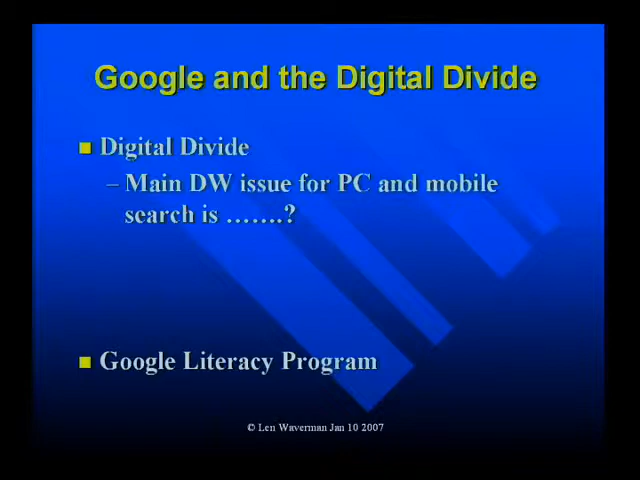 Google and the Digital Divide
Digital Divide
– Main DW issue for PC and mobile
search is …….?
Google Literacy Program
© Len Waverman Jan 10 2007